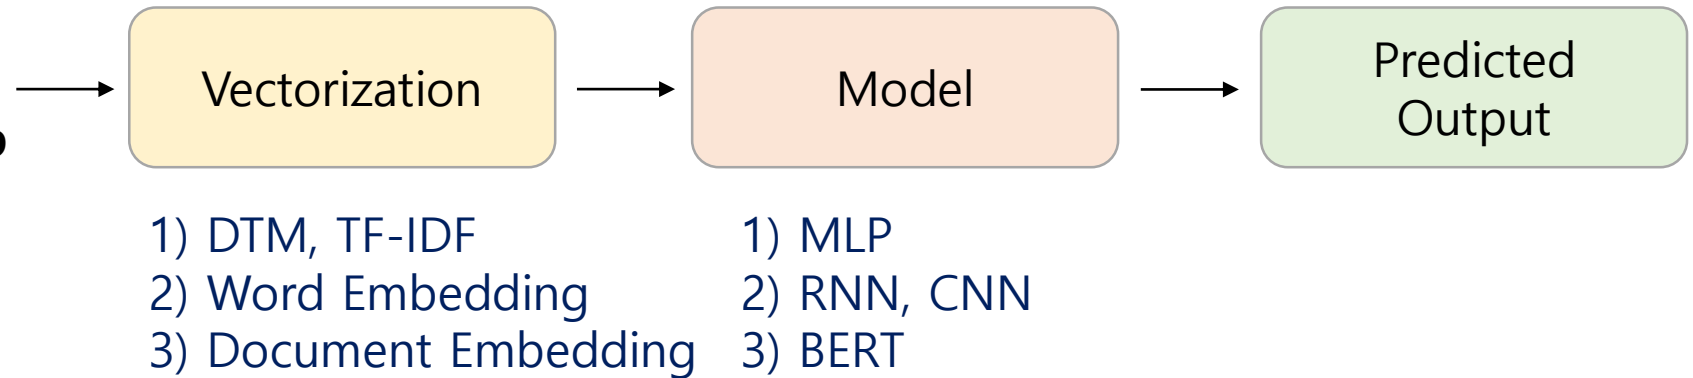 Vectorization
Model
Predicted
Output
1) DTM, TF-IDF
2) Word Embedding
3) Document Embedding
1) MLP
2) RNN, CNN
3) BERT